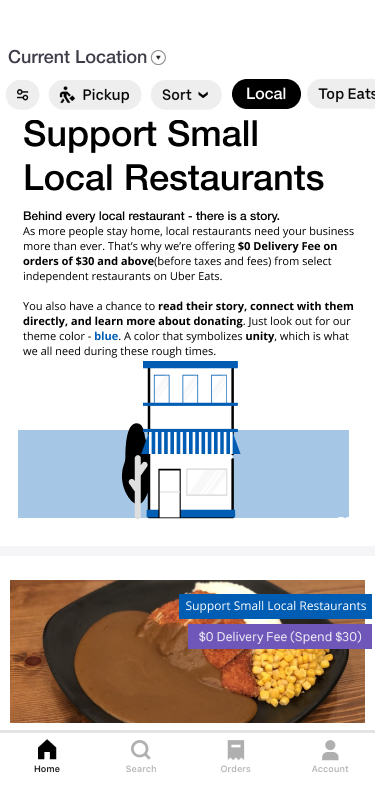 Current Location
Pickup
Sort
Local
Top Eats
Support Small
Local Restaurants
Behind every local restaurant - there is a story.
As more people stay home, local restaurants need your business
more than ever. That's why we're offering $0 Delivery Fee on
orders of $30 and above(before taxes and fees) from select
independent restaurants on Uber Eats.
You also have a chance to read their story, connect with them
directly, and learn more about donating. Just look out for our
theme color - blue. A color that symbolizes unity, which is what
we all need during these rough times.
Support Small Local Restaurants
$0 Delivery Fee (Spend $30)
Home
Search
Orders
Account